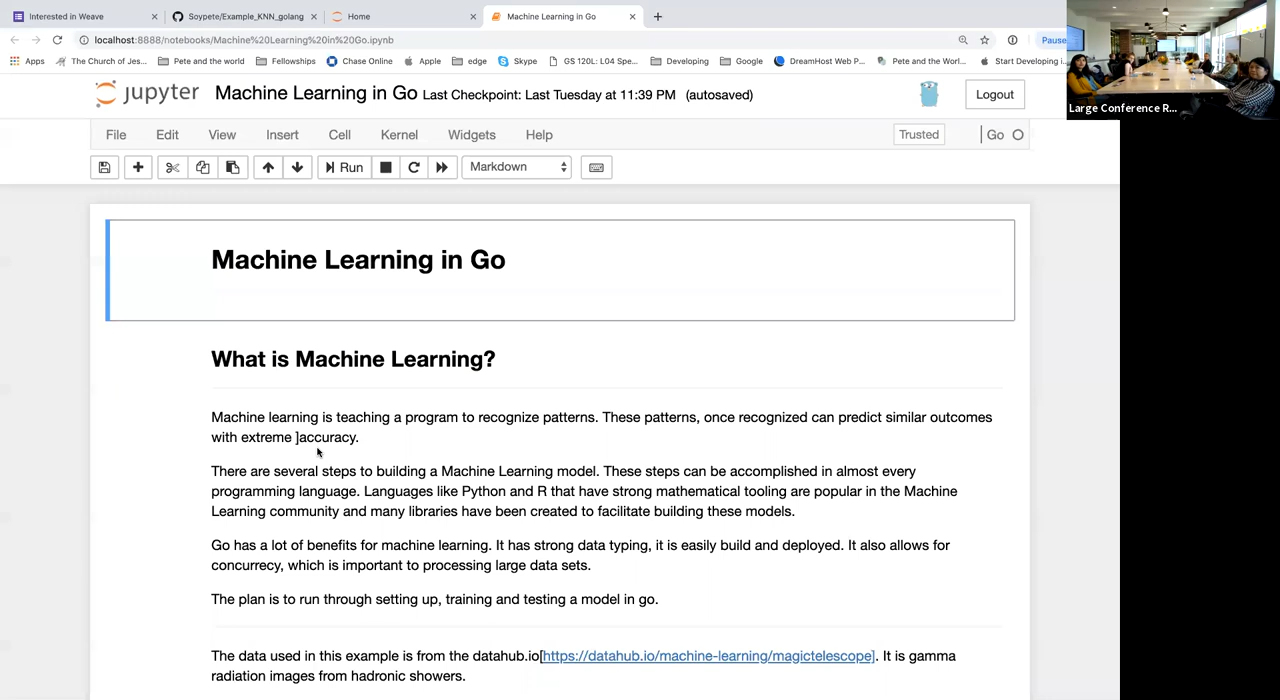 Interested in Weave
Soypete/Example_KNN_golang
Home
Machine Learning in Go
localhost:8888/notebooks/Machine%20Learning%20in%20Go.ipynb
Pause
Apps
The Church of Jes...
Pete and the world
Fellowships
Chase Online
Apple
edge
Skype
GS 120L: L04 Spe...
Developing
Google
DreamHost Web P...
Pete and the Worl...
Start Developing i...
Large Conference R...
jupyter Machine Learning in Go Last Checkpoint: Last Tuesday at 11:39 PM (autosaved)
Logout
File Edit View Insert Cell Kernel Widgets Help
Trusted
Go
Run
Markdown
Machine Learning in Go
What is Machine Learning?
Machine learning is teaching a program to recognize patterns. These patterns, once recognized can predict similar outcomes
with extreme ]accuracy.
There are several steps to building a Machine Learning model. These steps can be accomplished in almost every
programming language. Languages like Python and R that have strong mathematical tooling are popular in the Machine
Learning community and many libraries have been created to facilitate building these models.
Go has a lot of benefits for machine learning. It has strong data typing, it is easily build and deployed. It also allows for
concurrecy, which is important to processing large data sets.
The plan is to run through setting up, training and testing a model in go.
The data used in this example is from the datahub.io[https://datahub.io/machine-learning/magictelescope]. It is gamma
radiation images from hadronic showers.